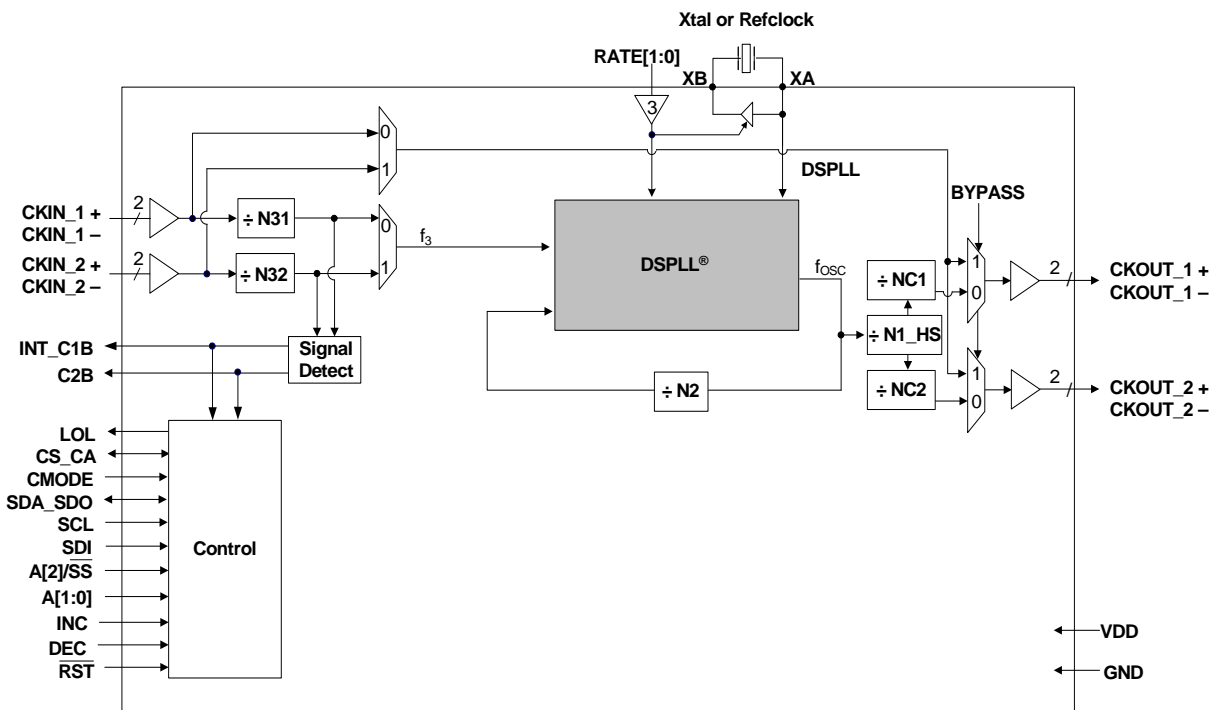 Xtal or Refclock
RATE[1:0]
XB
XA
3
0
1
DSPLL
BYPASS
CKIN_1 +
CKIN_1 –
2
÷ N31
0
1
f3
CKIN_2 +
CKIN_2 –
2
÷ N32
DSPLL®
fOSC
÷ NC1
1
0
2
CKOUT_1 +
CKOUT_1 –
÷ N1_HS
INT_C1B
C2B
Signal
Detect
÷ N2
÷ NC2
1
0
2
CKOUT_2 +
CKOUT_2 –
LOL
CS_CA
CMODE
SDA_SDO
SCL
SDI
A[2]/S̅S̅
A[1:0]
INC
DEC
R̅S̅T̅
Control
VDD
GND